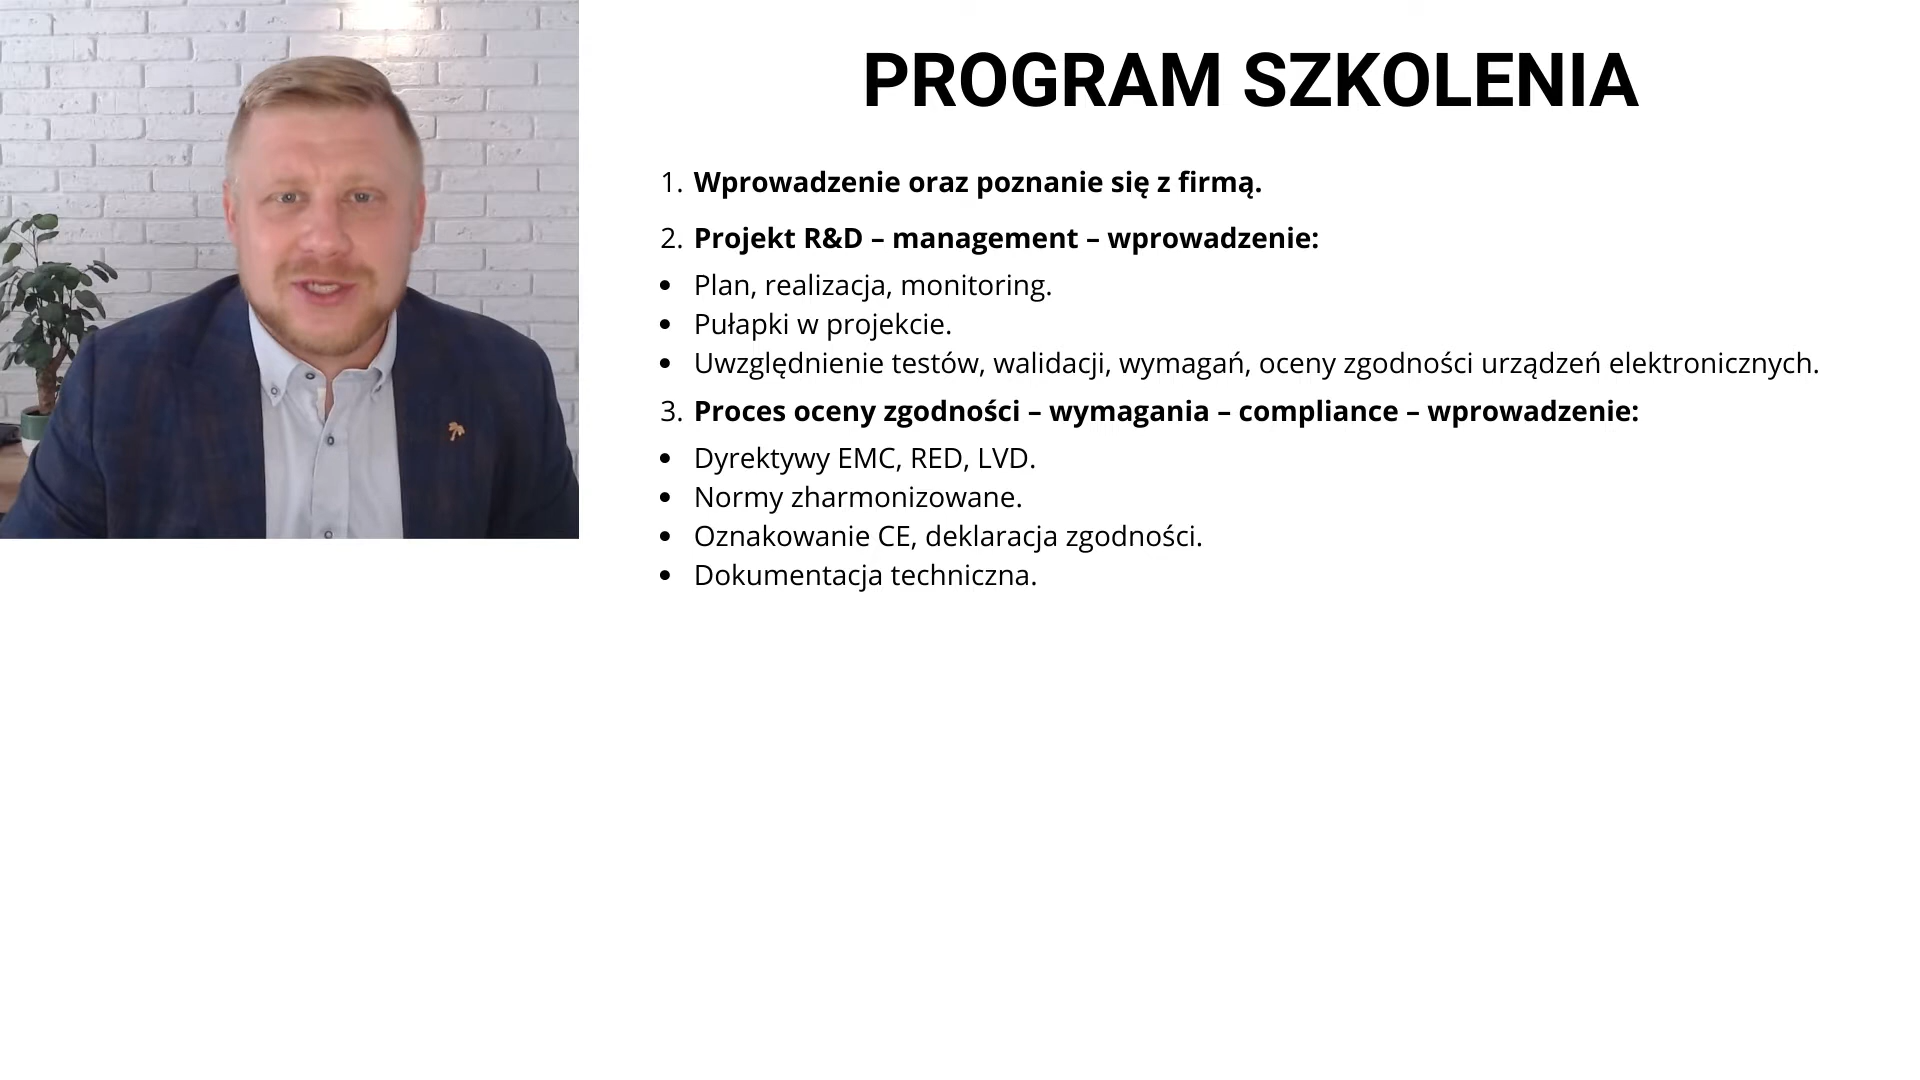 PROGRAM SZKOLENIA
1. Wprowadzenie oraz poznanie się z firmą.
2. Projekt R&D – management – wprowadzenie:
• Plan, realizacja, monitoring.
• Pułapki w projekcie.
• Uwzględnienie testów, walidacji, wymagań, oceny zgodności urządzeń elektronicznych.
3. Proces oceny zgodności – wymagania – compliance – wprowadzenie:
• Dyrektywy EMC, RED, LVD.
• Normy zharmonizowane.
• Oznakowanie CE, deklaracja zgodności.
• Dokumentacja techniczna.